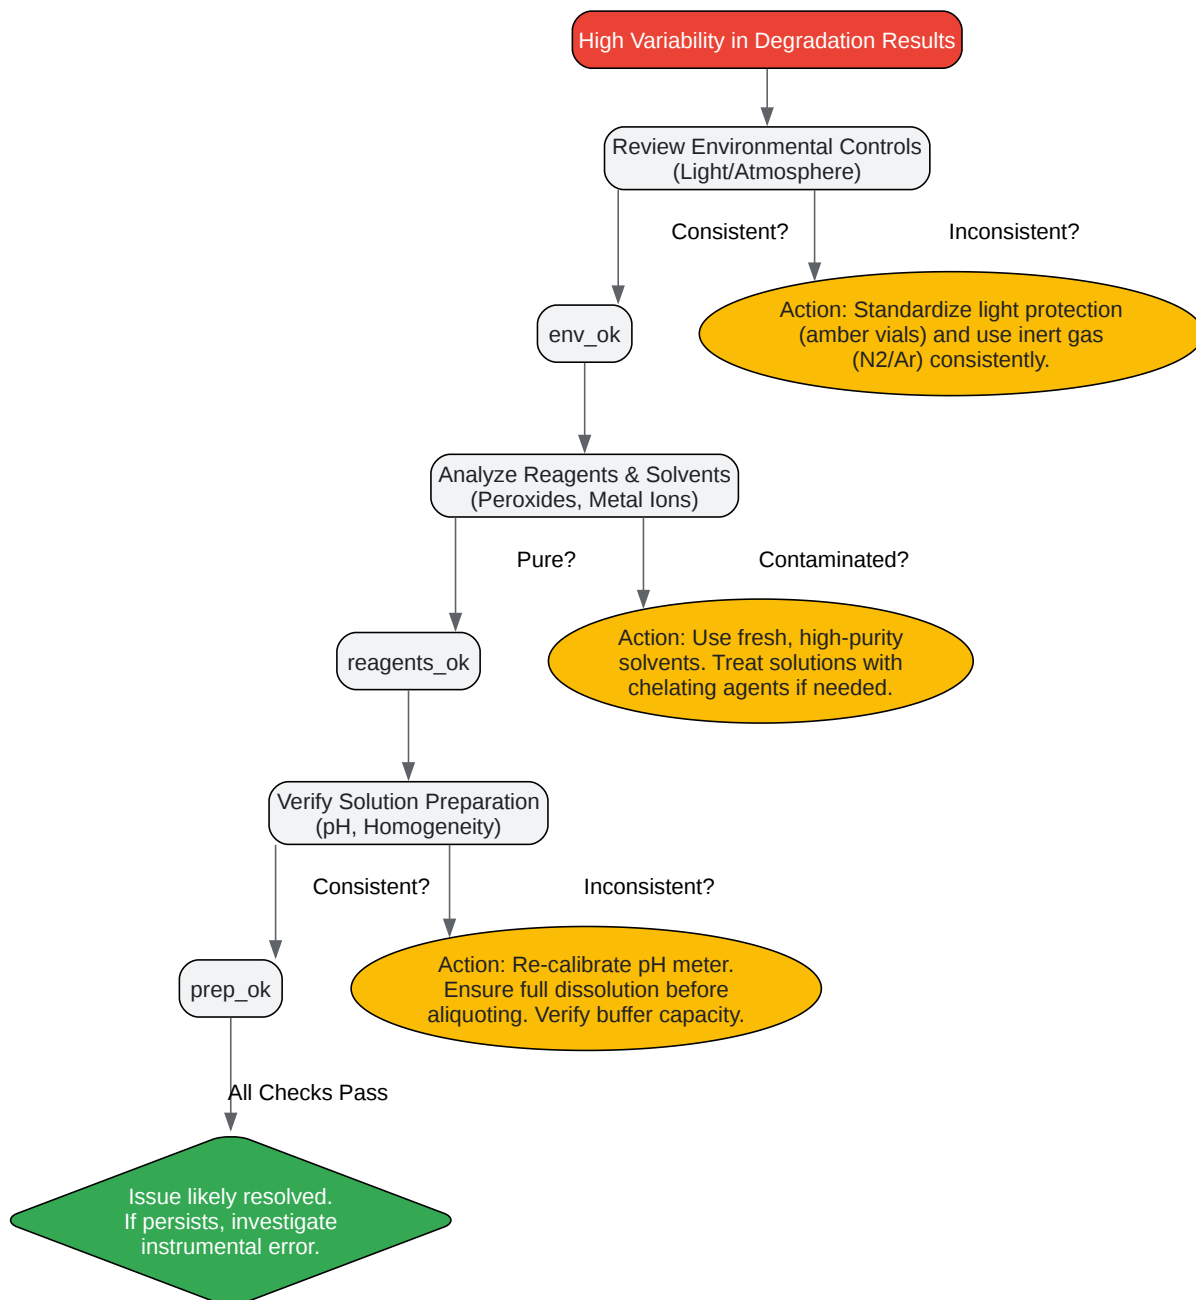 High Variability in Degradation Results
Review Environmental Controls
(Light/Atmosphere)
Consistent?
Inconsistent?
Action: Standardize light protection
(amber vials) and use inert gas
(N2/Ar) consistently.
env_ok
Analyze Reagents & Solvents
(Peroxides, Metal Ions)
Pure?
Contaminated?
Action: Use fresh, high-purity
solvents. Treat solutions with
chelating agents if needed.
reagents_ok
Verify Solution Preparation
(pH, Homogeneity)
Consistent?
Inconsistent?
Action: Re-calibrate pH meter.
Ensure full dissolution before
aliquoting. Verify buffer capacity.
prep_ok
All Checks Pass
Issue likely resolved.
If persists, investigate
instrumental error.